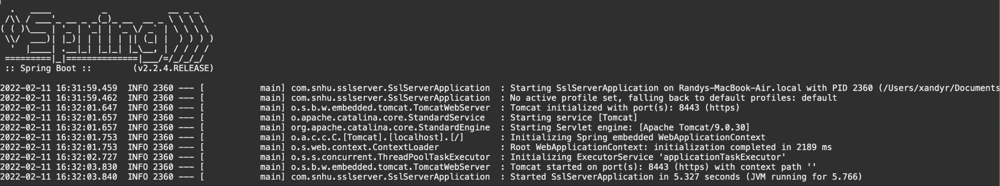 .   ____          _            __ _ _
 /\\ / ___'_ __ _ _(_)_ __  __ _ \ \ \ \
( ( )\___ | '_ | '_| | '_ \/ _` | \ \ \ \
 \\/  ___)| |_)| | | | | || (_| |  ) ) ) )
  '  |____| .__|_| |_|_| |_\__, | / / / /
 =========|_|==============|___/=/_/_/_/
 :: Spring Boot ::        (v2.2.4.RELEASE)
2022-02-11 16:31:59.459  INFO 2360 --- [           main] com.snhu.sslserver.SslServerApplication  : Starting SslServerApplication on Randys-MacBook-Air.local with PID 2360 (/Users/xandyr/Documents
2022-02-11 16:31:59.462  INFO 2360 --- [           main] com.snhu.sslserver.SslServerApplication  : No active profile set, falling back to default profiles: default
2022-02-11 16:32:01.647  INFO 2360 --- [           main] o.s.b.w.embedded.tomcat.TomcatWebServer  : Tomcat initialized with port(s): 8443 (https)
2022-02-11 16:32:01.657  INFO 2360 --- [           main] o.apache.catalina.core.StandardService   : Starting service [Tomcat]
2022-02-11 16:32:01.657  INFO 2360 --- [           main] org.apache.catalina.core.StandardEngine  : Starting Servlet engine: [Apache Tomcat/9.0.30]
2022-02-11 16:32:01.753  INFO 2360 --- [           main] o.a.c.c.C.[Tomcat].[localhost].[/]       : Initializing Spring embedded WebApplicationContext
2022-02-11 16:32:01.753  INFO 2360 --- [           main] o.s.web.context.ContextLoader            : Root WebApplicationContext: initialization completed in 2189 ms
2022-02-11 16:32:02.727  INFO 2360 --- [           main] o.s.s.concurrent.ThreadPoolTaskExecutor  : Initializing ExecutorService 'applicationTaskExecutor'
2022-02-11 16:32:03.830  INFO 2360 --- [           main] o.s.b.w.embedded.tomcat.TomcatWebServer  : Tomcat started on port(s): 8443 (https) with context path ''
2022-02-11 16:32:03.840  INFO 2360 --- [           main] com.snhu.sslserver.SslServerApplication  : Started SslServerApplication in 5.327 seconds (JVM running for 5.766)